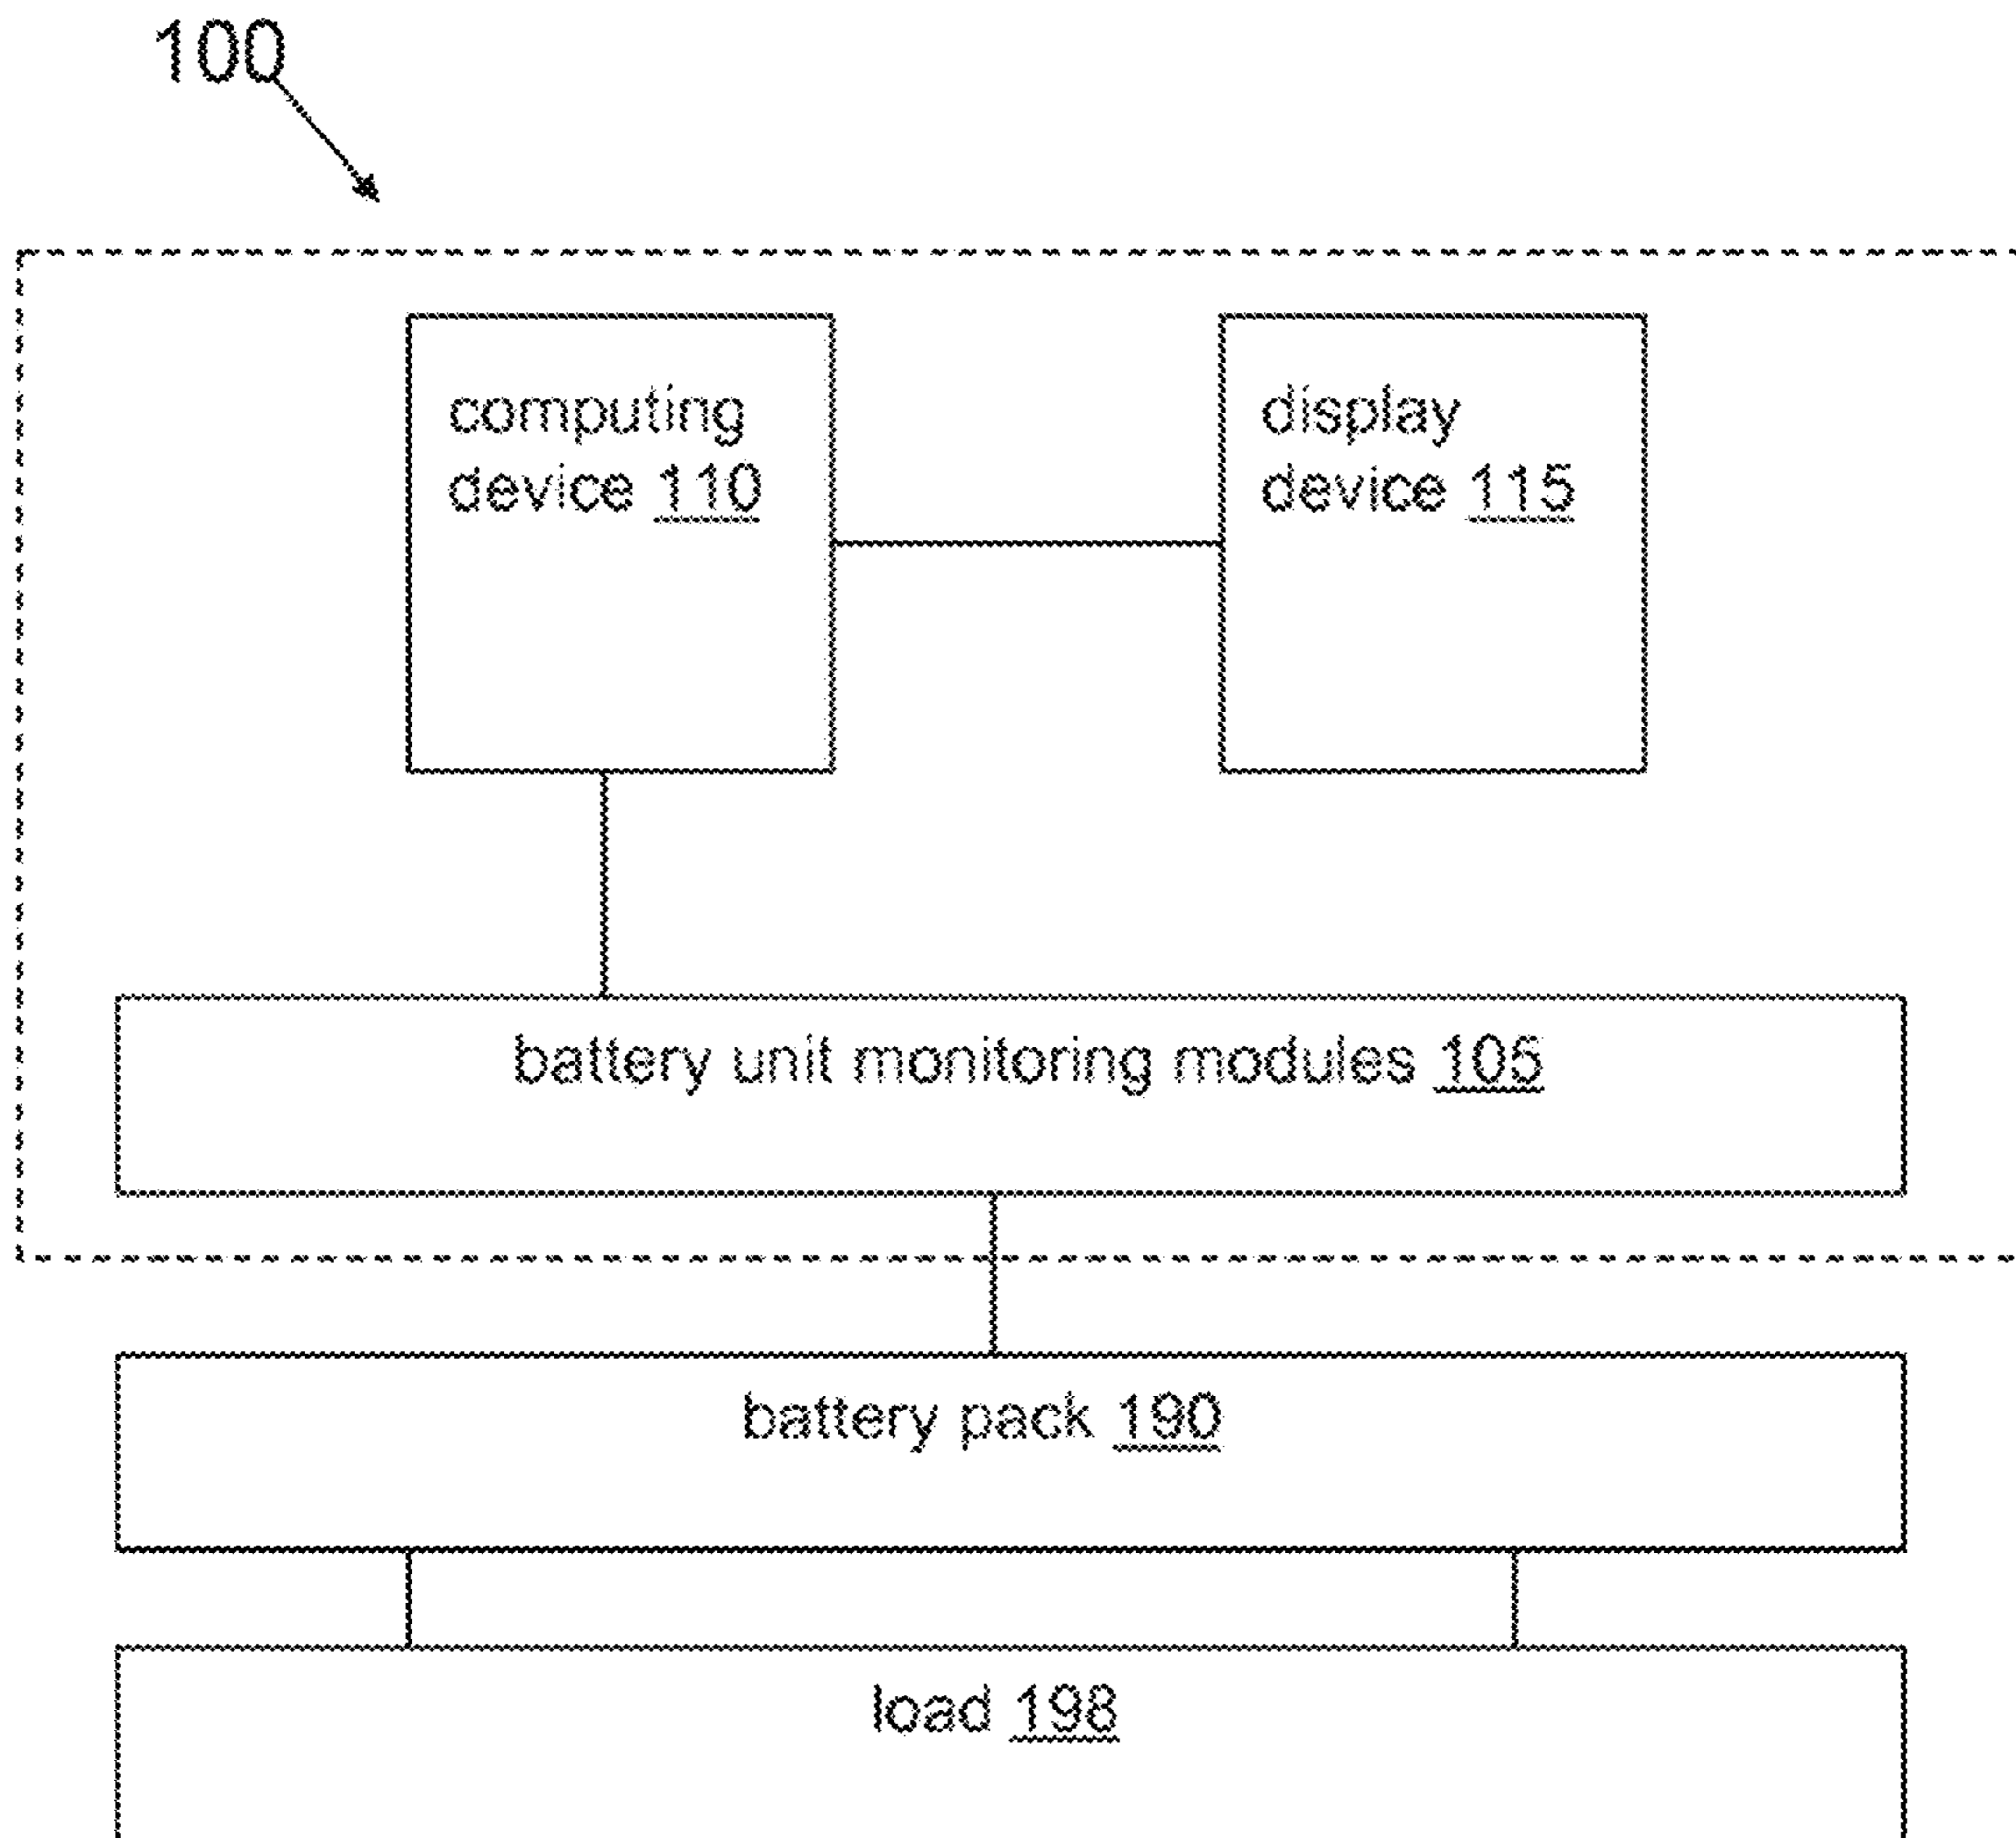 100
computing
device 110
display
device 115
battery unit monitoring modules 105
battery pack 190
load 198